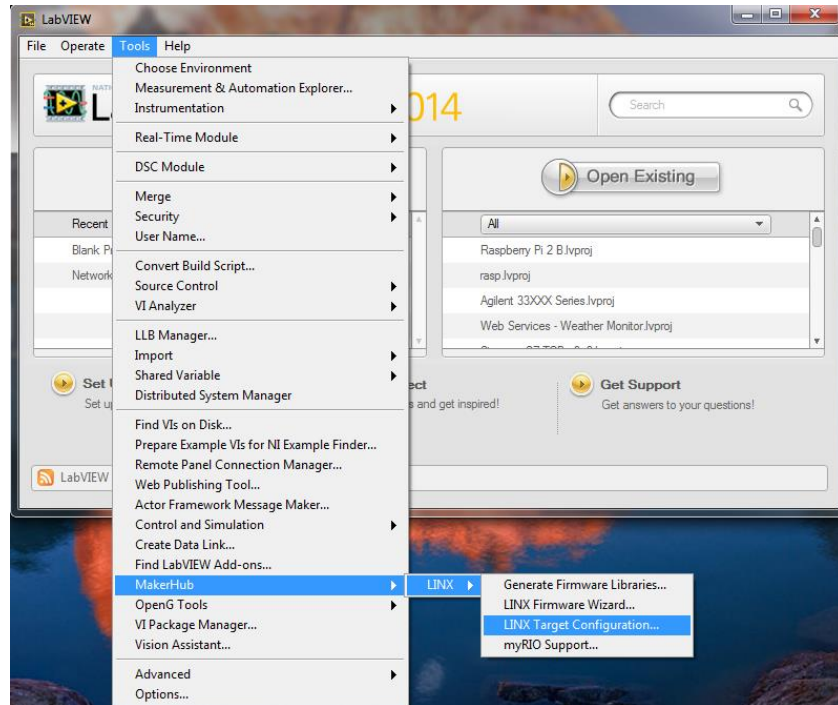 LabVIEW
File Operate Tools Help
Choose Environment
Measurement & Automation Explorer...
Instrumentation
Real-Time Module
DSC Module
Merge
Security
User Name...
Convert Build Script...
Source Control
VI Analyzer
LLB Manager...
Import
Shared Variable
Distributed System Manager
Find VIs on Disk...
Prepare Example VIs for NI Example Finder...
Remote Panel Connection Manager...
Web Publishing Tool...
Actor Framework Message Maker...
Control and Simulation
Create Data Link...
Find LabVIEW Add-ons...
MakerHub
OpenG Tools
VI Package Manager...
Vision Assistant...
Advanced
Options...
LINX
Generate Firmware Libraries...
LINX Firmware Wizard...
LINX Target Configuration...
myRIO Support...
NAT
L
014
Search
Recent
Blank P
Network
Open Existing
All
Raspberry Pi 2 B.lvproj
rasp.lvproj
Agilent 33XXX Series.lvproj
Web Services - Weather Monitor.lvproj
Set
Set u
ect
s and get inspired!
Get Support
Get answers to your questions!
LabVIEW